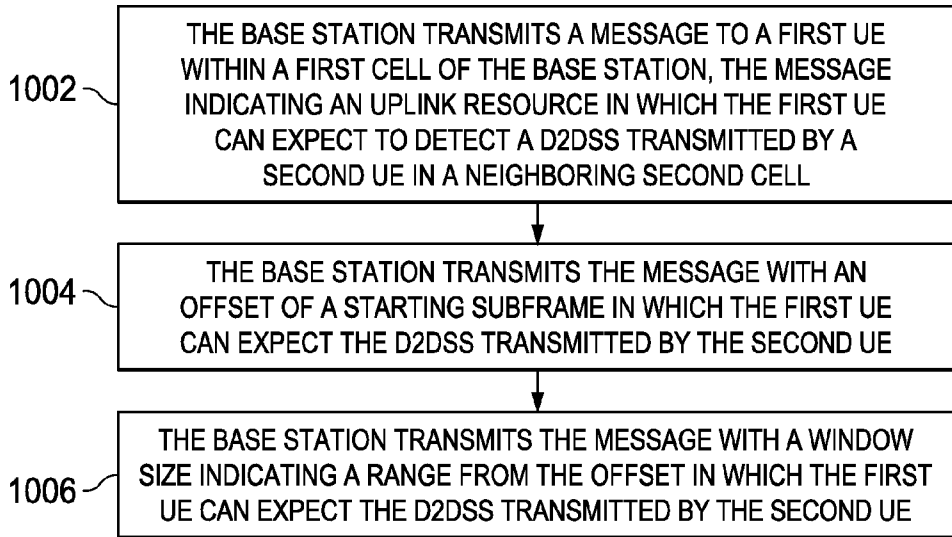 1002
THE BASE STATION TRANSMITS A MESSAGE TO A FIRST UE
WITHIN A FIRST CELL OF THE BASE STATION, THE MESSAGE
INDICATING AN UPLINK RESOURCE IN WHICH THE FIRST UE
CAN EXPECT TO DETECT A D2DSS TRANSMITTED BY A
SECOND UE IN A NEIGHBORING SECOND CELL
1004
THE BASE STATION TRANSMITS THE MESSAGE WITH AN
OFFSET OF A STARTING SUBFRAME IN WHICH THE FIRST UE
CAN EXPECT THE D2DSS TRANSMITTED BY THE SECOND UE
1006
THE BASE STATION TRANSMITS THE MESSAGE WITH A WINDOW
SIZE INDICATING A RANGE FROM THE OFFSET IN WHICH THE FIRST
UE CAN EXPECT THE D2DSS TRANSMITTED BY THE SECOND UE